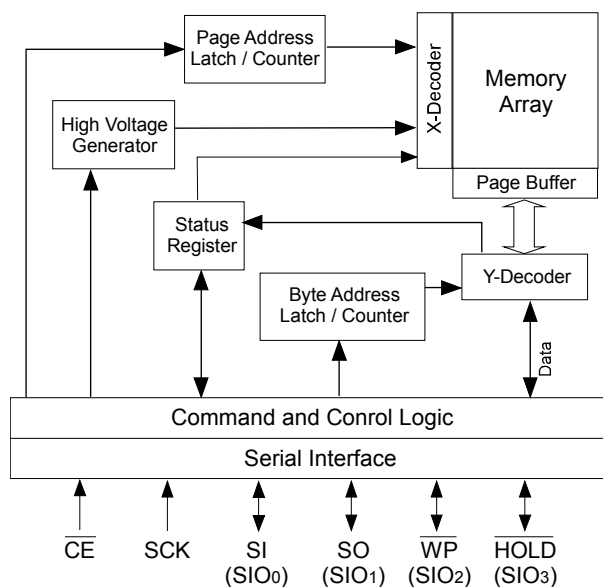 Page Address
Latch / Counter
X-Decoder
Memory
Array
High Voltage
Generator
Page Buffer
Status
Register
Y-Decoder
Byte Address
Latch / Counter
Data
Command and Conrol Logic
Serial Interface
CE
SCK
SI
(SIO0)
SO
(SIO1)
WP
(SIO2)
HOLD
(SIO3)